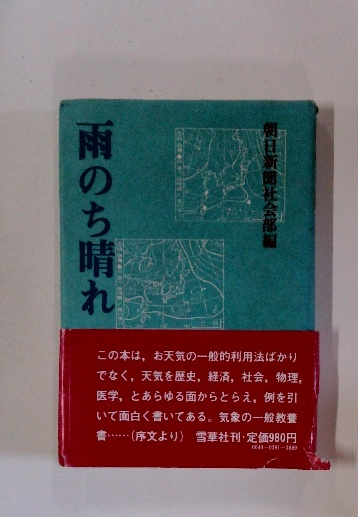 雨のち晴れ
朝日新聞社会部編
この本は，お天気の一般的利用法ばかり
でなく，天気を歴史，経済，社会，物理，
医学，とあらゆる面からとらえ，例を引
いて面白く書いてある。気象の一般教養
書……(序文より)　雪華社刊・定価980円